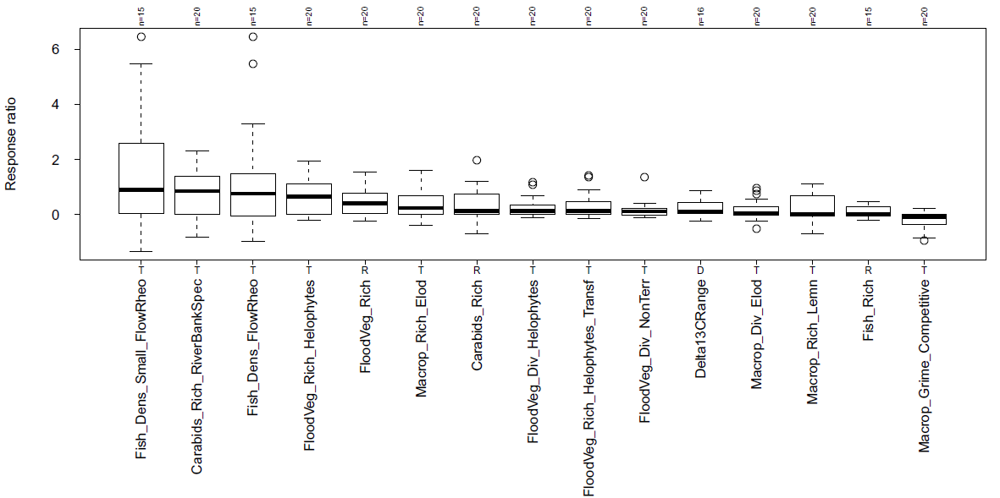 n=15
n=20
n=15
n=20
n=20
n=20
n=20
n=20
n=20
n=20
n=16
n=20
n=20
n=15
n=20
Response ratio
6
4
2
0
T
T
T
T
R
T
R
T
T
T
D
T
T
R
T
Fish_Dens_Small_FlowRheo
Carabids_Rich_RiverBankSpec
Fish_Dens_FlowRheo
FloodVeg_Rich_Helophytes
FloodVeg_Rich
Macrop_Rich_Elod
Carabids_Rich
FloodVeg_Div_Helophytes
FloodVeg_Rich_Helophytes_Transf
FloodVeg_Div_NonTerr
Delta13CRange
Macrop_Div_Elod
Macrop_Rich_Lemn
Fish_Rich
Macrop_Grime_Competitive